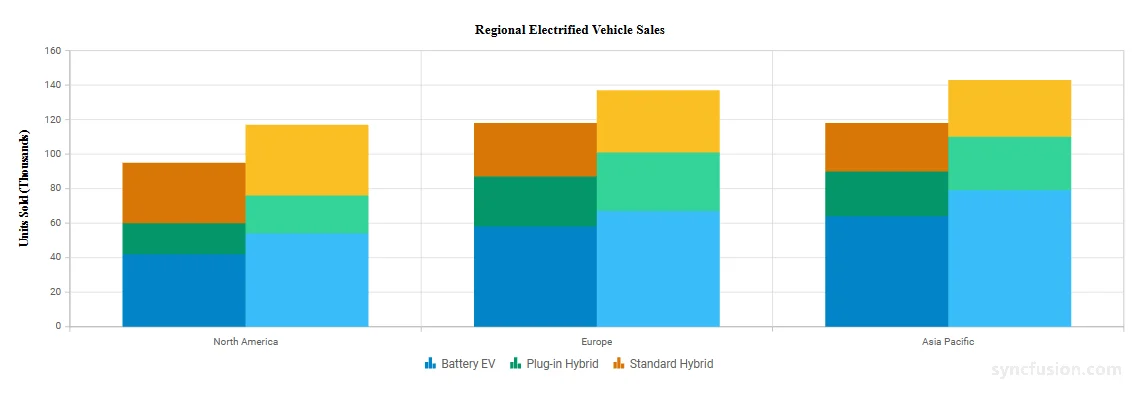 Regional Electrified Vehicle Sales
Units Sold (Thousands)
160
140
120
100
80
60
40
20
0
North America Europe Asia Pacific
Battery EV Plug-in Hybrid Standard Hybrid
syncfusion.com